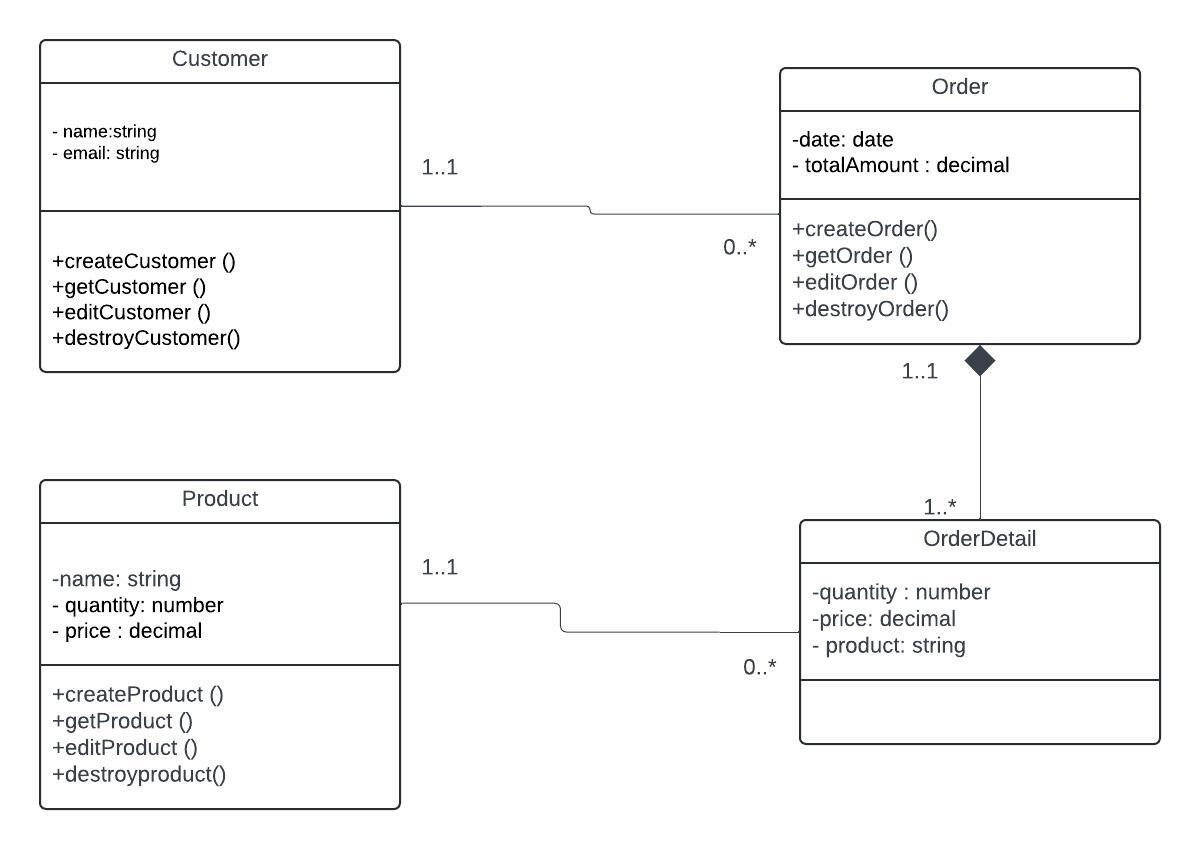 Customer
- name:string
- email: string
+createCustomer ()
+getCustomer ()
+editCustomer ()
+destroyCustomer()
1..1
0..*
Order
-date: date
- totalAmount : decimal
+createOrder()
+getOrder ()
+editOrder ()
+destroyOrder()
1..1
1..*
Product
-name: string
- quantity: number
- price : decimal
+createProduct ()
+getProduct ()
+editProduct ()
+destroyproduct()
1..1
0..*
OrderDetail
-quantity : number
-price: decimal
- product: string